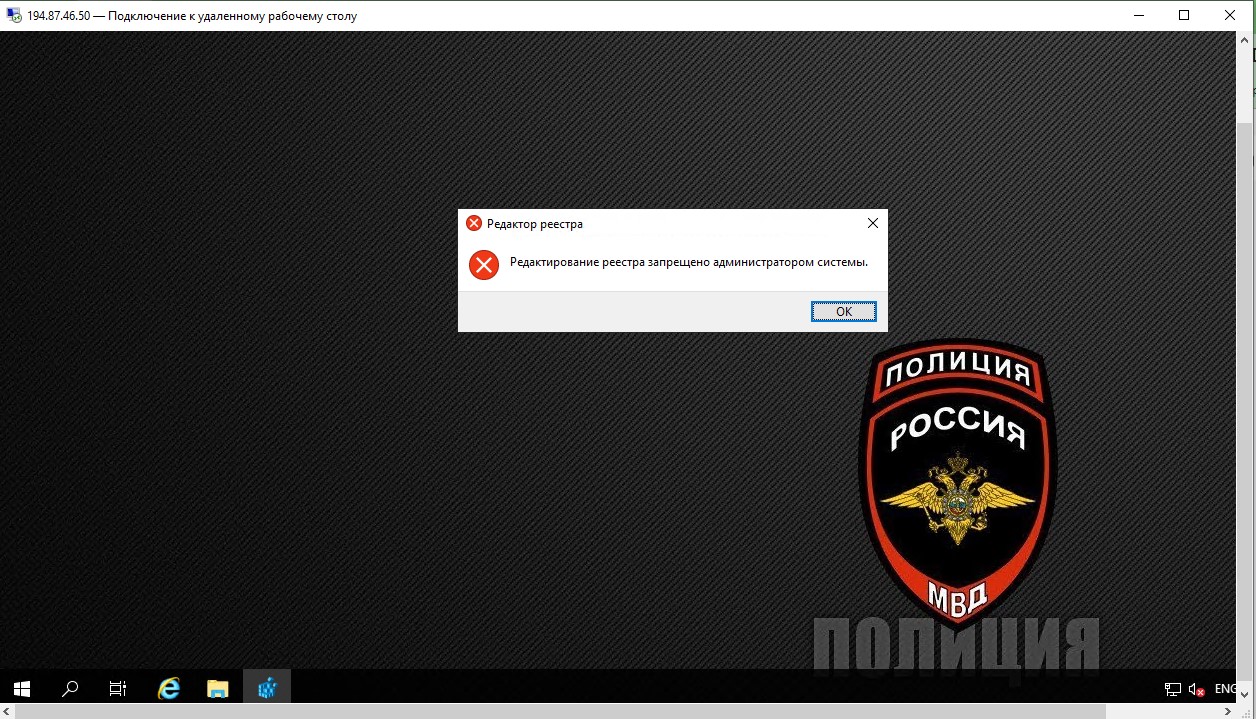 194.87.46.50 — Подключение к удаленному рабочему столу
Редактор реестра
Редактирование реестра запрещено администратором системы.
OK
ПОЛИЦИЯ
РОССИЯ
МВД
ПОЛИЦИЯ
ENG